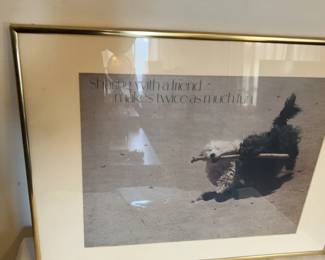 sharing with a friend
makes twice as much fun